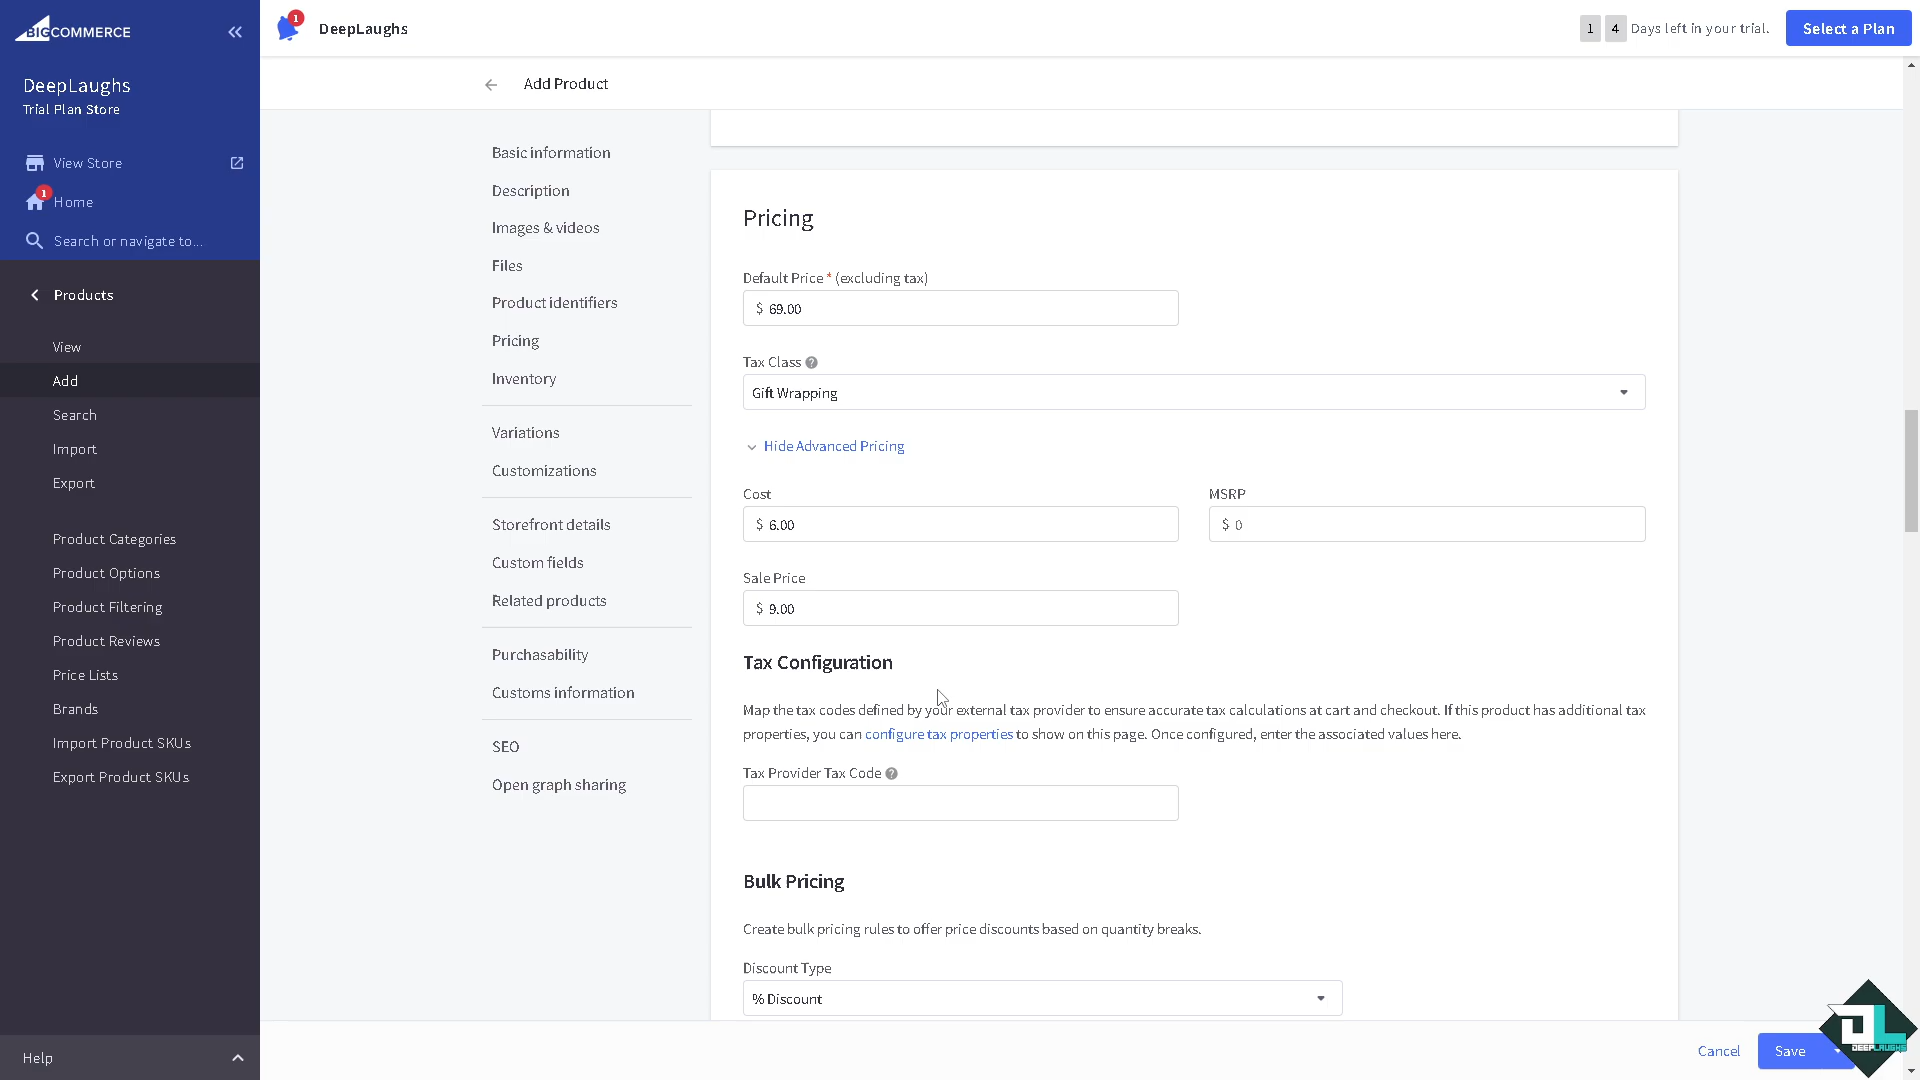 BIGCOMMERCE
DeepLaughs
Trial Plan Store
View Store
1
Home
Search or navigate to...
Products
View
Add
Search
Import
Export
Product Categories
Product Options
Product Filtering
Product Reviews
Price Lists
Brands
Import Product SKUs
Export Product SKUs
Help
1
DeepLaughs
1 4 Days left in your trial.
Select a Plan
Add Product
Basic information
Description
Images & videos
Files
Product identifiers
Pricing
Inventory
Variations
Customizations
Storefront details
Custom fields
Related products
Purchasability
Customs information
SEO
Open graph sharing
Pricing
Default Price * (excluding tax)
$ 69.00
Tax Class ?
Gift Wrapping
Hide Advanced Pricing
Cost
$ 6.00
MSRP
$ 0
Sale Price
$ 9.00
Tax Configuration
Map the tax codes defined by your external tax provider to ensure accurate tax calculations at cart and checkout. If this product has additional tax
properties, you can configure tax properties to show on this page. Once configured, enter the associated values here.
Tax Provider Tax Code ?
Bulk Pricing
Create bulk pricing rules to offer price discounts based on quantity breaks.
Discount Type
% Discount
Cancel
Save
DL
DEEPLAUGHS